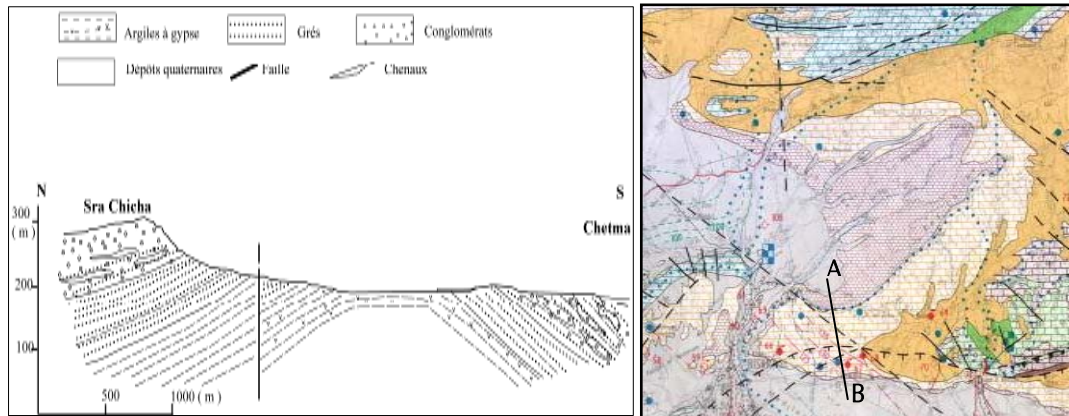 Argiles à gypse
Grés
Conglomérats
Dépôts quaternaires
Faille
Chenaux
N
S
Sra Chicha
Chetma
300
( m )
200
100
500
1000 ( m )
A
B